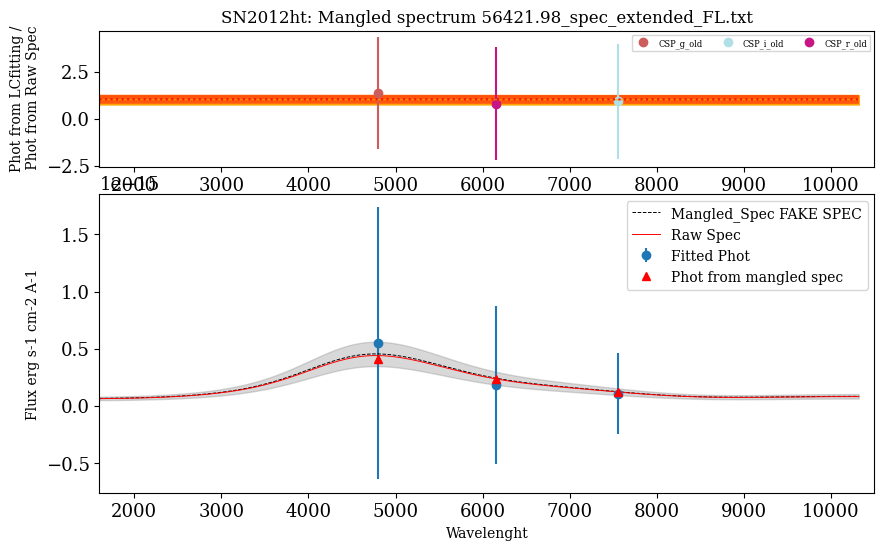 SN2012ht: Mangled spectrum 56421.98_spec_extended_FL.txt
Phot from LCfitting /
Phot from Raw Spec
CSP_g_old CSP_i_old CSP_r_old
2.5
0.0
−2.5
2000 3000 4000 5000 6000 7000 8000 9000 10000
1e−15
Mangled_Spec FAKE SPEC
Raw Spec
Fitted Phot
Phot from mangled spec
Flux erg s-1 cm-2 A-1
1.5
1.0
0.5
0.0
−0.5
2000 3000 4000 5000 6000 7000 8000 9000 10000
Wavelenght